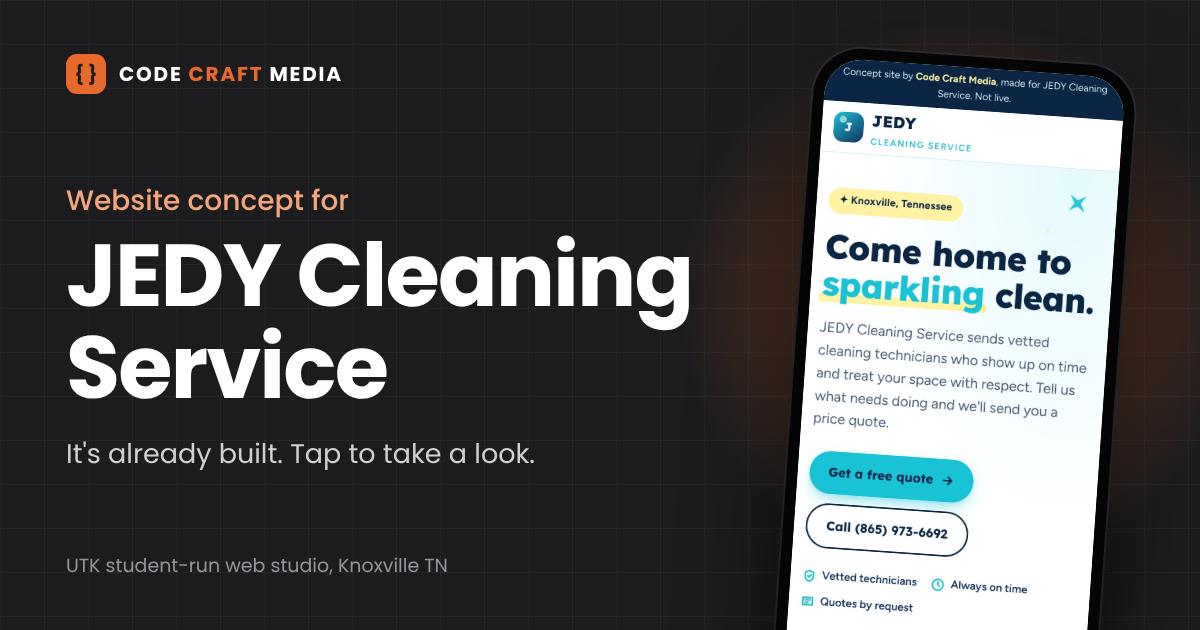 { } CODE CRAFT MEDIA
Website concept for
JEDY Cleaning
Service
It's already built. Tap to take a look.
UTK student-run web studio, Knoxville TN
Concept site by Code Craft Media, made for JEDY Cleaning
Service. Not live.
J
JEDY
CLEANING SERVICE
✦ Knoxville, Tennessee
Come home to
sparkling clean.
JEDY Cleaning Service sends vetted
cleaning technicians who show up on time
and treat your space with respect. Tell us
what needs doing and we'll send you a
price quote.
Get a free quote →
Call (865) 973-6692
Vetted technicians
Always on time
Quotes by request